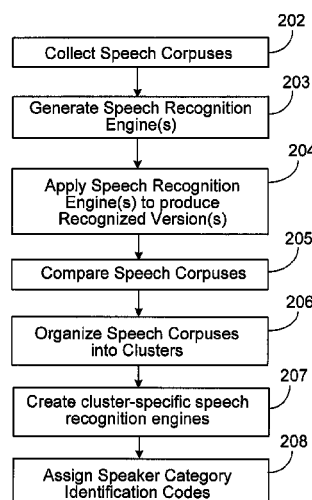 202
Collect Speech Corpuses
203
Generate Speech Recognition
Engine(s)
204
Apply Speech Recognition
Engine(s) to produce
Recognized Version(s)
205
Compare Speech Corpuses
206
Organize Speech Corpuses
into Clusters
207
Create cluster-specific speech
recognition engines
208
Assign Speaker Category
Identification Codes